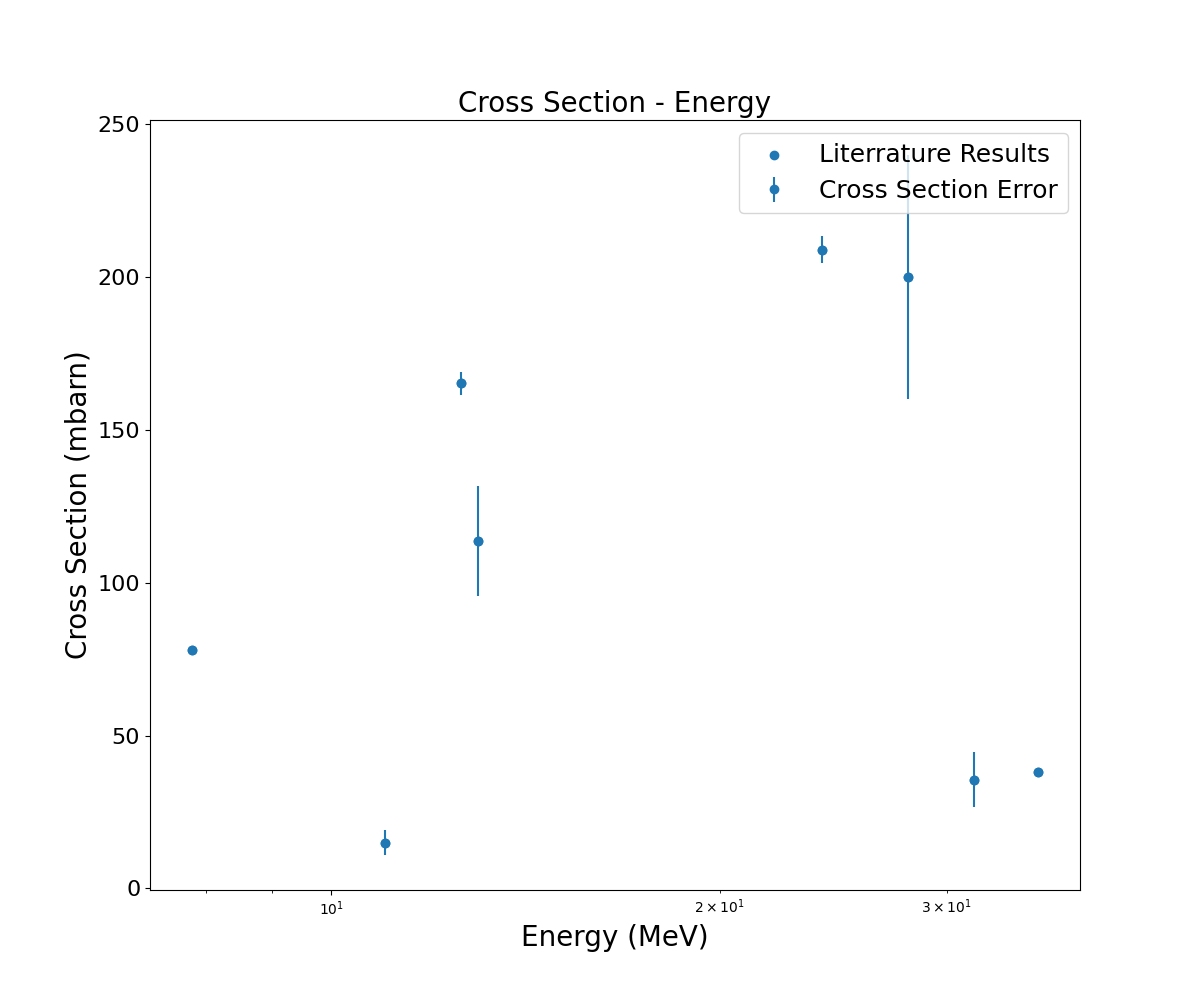 Cross Section - Energy
Literrature Results
Cross Section Error
250
200
150
100
50
0
Cross Section (mbarn)
10¹
2 × 10¹
3 × 10¹
Energy (MeV)